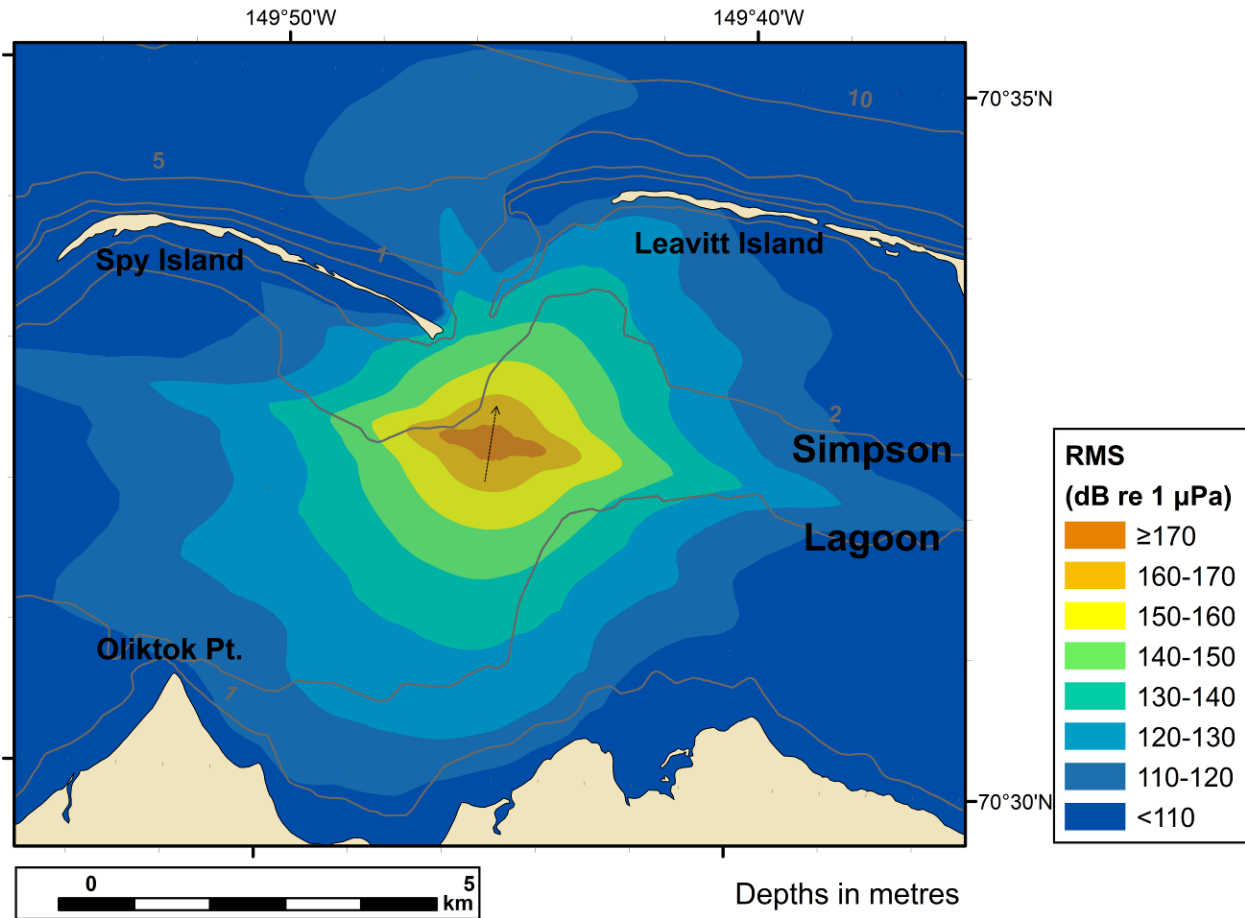 149°50'W
149°40'W
10
70°35'N
5
1
Spy Island
Leavitt Island
2
Simpson
Lagoon
Oliktok Pt.
1
70°30'N
RMS
(dB re 1 µPa)
≥170
160-170
150-160
140-150
130-140
120-130
110-120
<110
0 5
km
Depths in metres